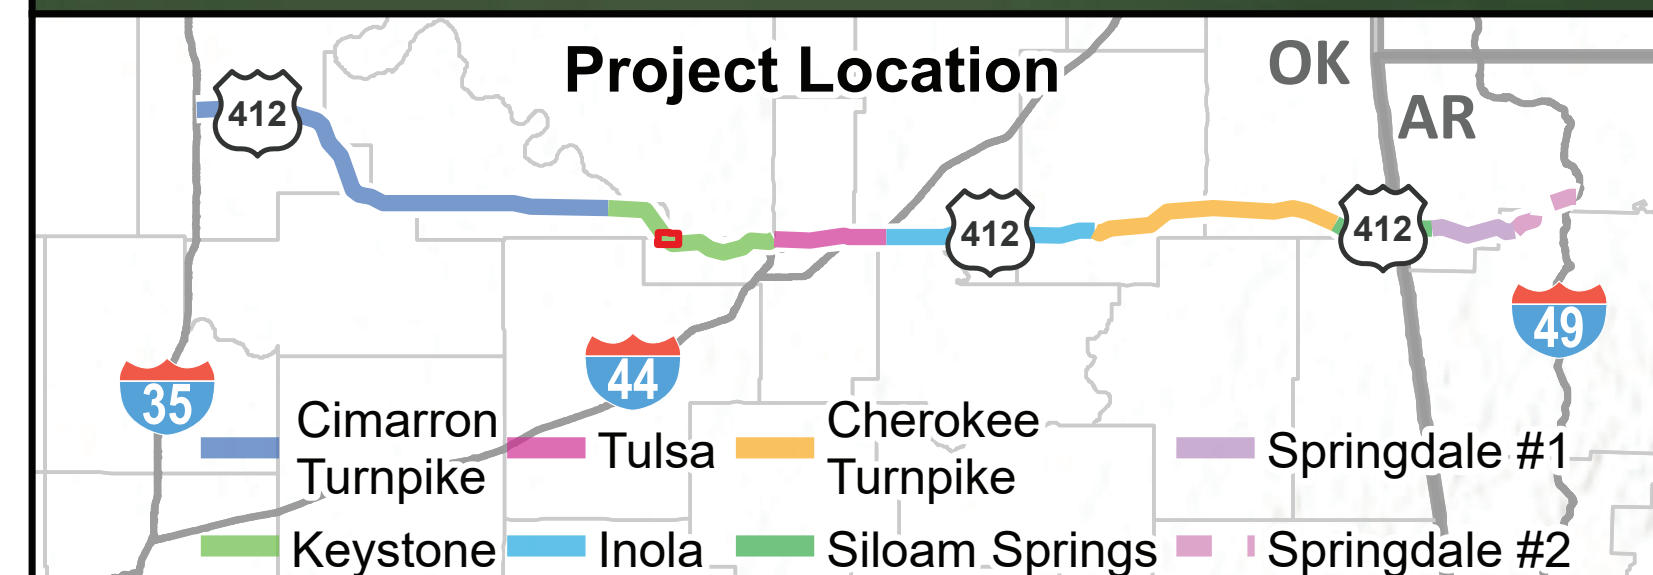 Project Location
OK
AR
412
412
412
49
44
35
Cimarron
Turnpike
Tulsa
Cherokee
Turnpike
Springdale #1
Keystone
Inola
Siloam Springs
Springdale #2